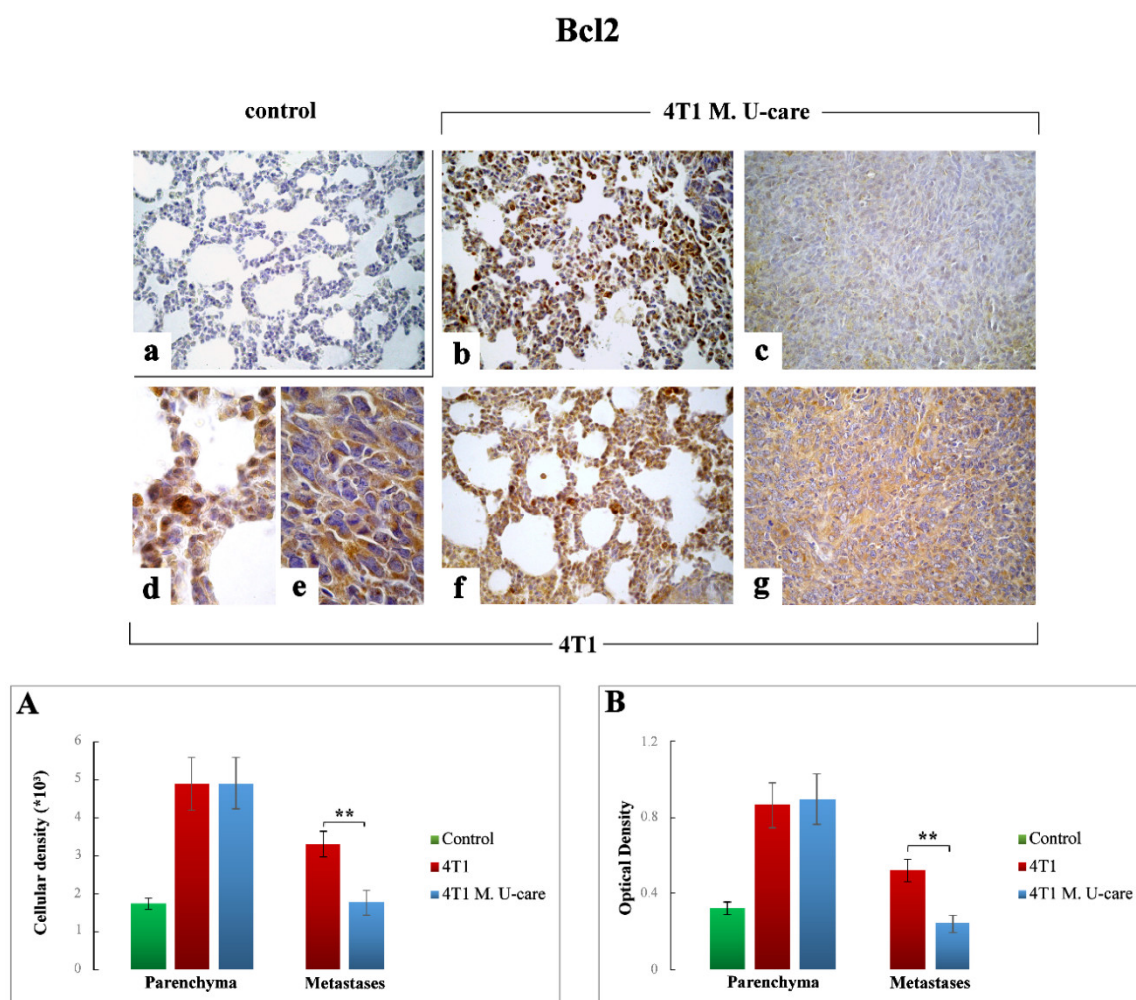 Bcl2
control
4T1 M. U-care
a
b
c
d
e
f
g
4T1
A
Cellular density (*10³)
6
5
4
3
2
1
0
**
Control
4T1
4T1 M. U-care
Parenchyma
Metastases
B
Optical Density
1.2
0.8
0.4
0
**
Control
4T1
4T1 M. U-care
Parenchyma
Metastases